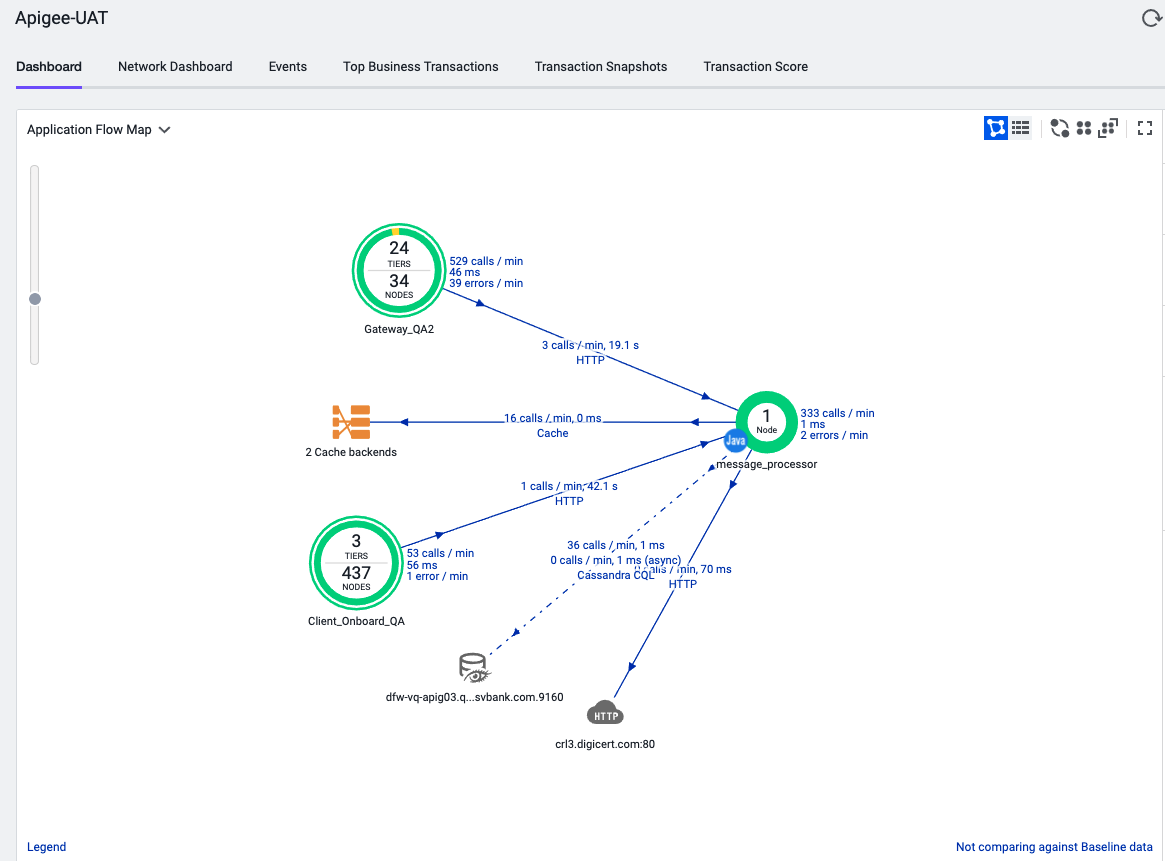 Apigee-UAT
Dashboard
Network Dashboard
Events
Top Business Transactions
Transaction Snapshots
Transaction Score
Application Flow Map
24
TIERS
34
NODES
529 calls / min
46 ms
39 errors / min
Gateway_QA2
3 calls / min, 19.1 s
HTTP
16 calls / min, 0 ms
Cache
2 Cache backends
1
Node
Java
333 calls / min
1 ms
2 errors / min
message_processor
1 calls / min, 42.1 s
HTTP
3
TIERS
437
NODES
53 calls / min
56 ms
1 error / min
Client_Onboard_QA
36 calls / min, 1 ms
0 calls / min, 1 ms (async)
Cassandra CQL
calls / min, 70 ms
HTTP
dfw-vq-apig03.q...svbank.com.9160
HTTP
crl3.digicert.com:80
Legend
Not comparing against Baseline data